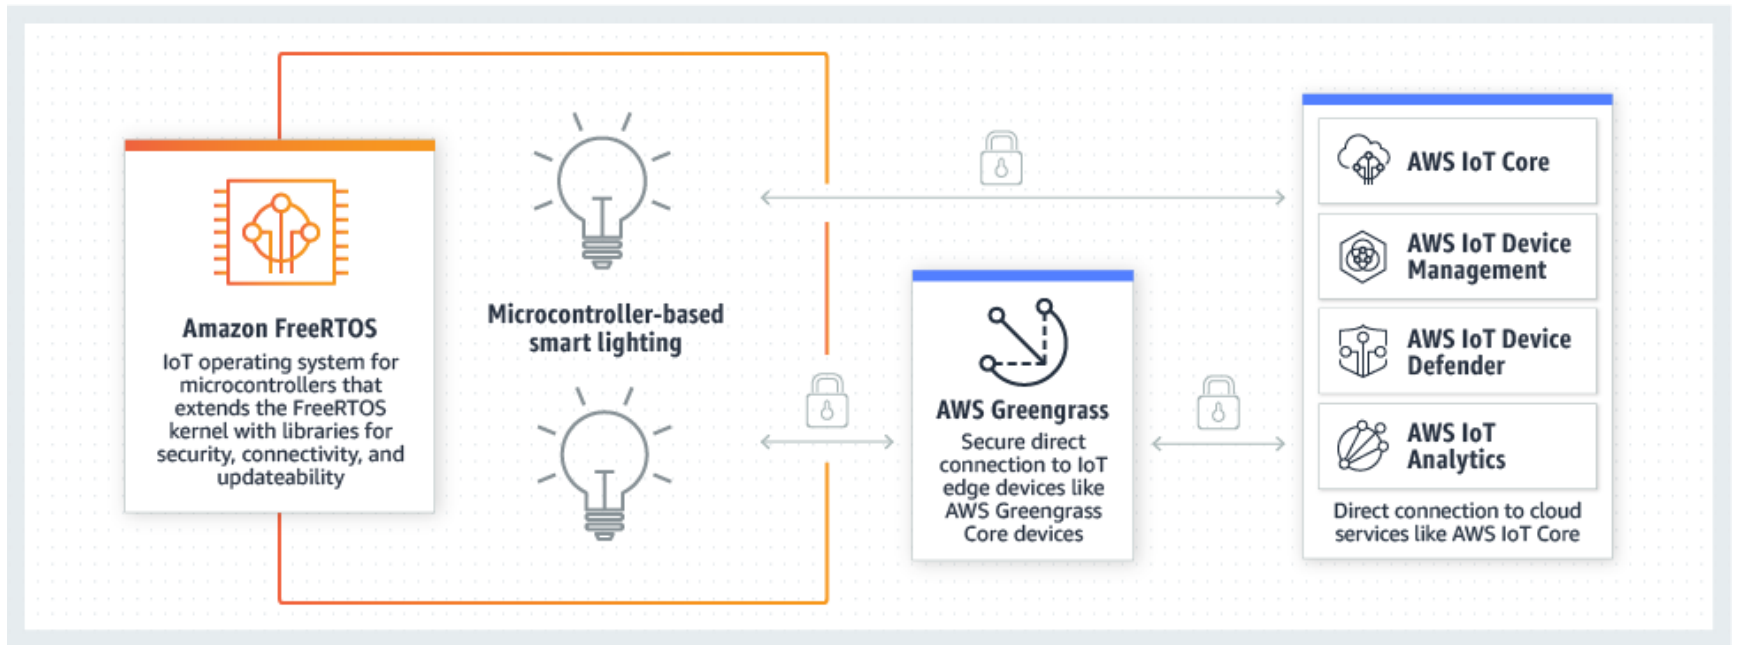 Amazon FreeRTOS
IoT operating system for
microcontrollers that
extends the FreeRTOS
kernel with libraries for
security, connectivity, and
updateability
Microcontroller-based
smart lighting
AWS Greengrass
Secure direct
connection to IoT
edge devices like
AWS Greengrass
Core devices
AWS IoT Core
AWS IoT Device
Management
AWS IoT Device
Defender
AWS IoT
Analytics
Direct connection to cloud
services like AWS IoT Core